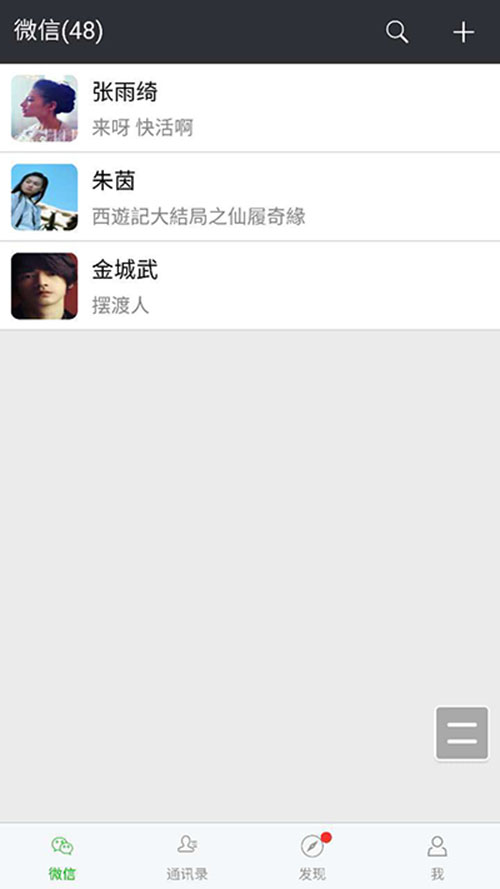 微信(48)
张雨绮
来呀 快活啊
朱茵
西遊記大結局之仙履奇緣
金城武
摆渡人
微信
通讯录
发现
我